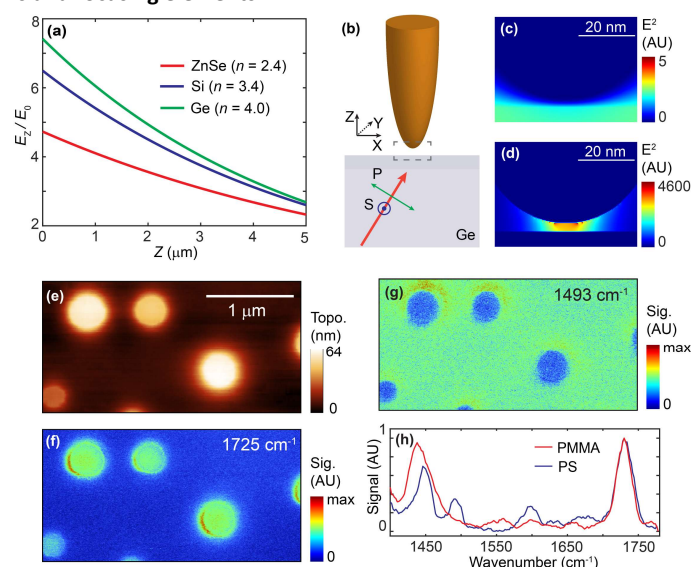 (a)
8
6
4
2
E_z / E_0
ZnSe (n = 2.4)
Si (n = 3.4)
Ge (n = 4.0)
0 1 2 3 4 5
Z (μm)
(b)
Z
Y
X
P
S
Ge
(c)
20 nm
E²
(AU)
5
0
(d)
20 nm
E²
(AU)
4600
0
(e)
1 μm
Topo.
(nm)
64
0
(f)
1725 cm⁻¹
Sig.
(AU)
max
0
(g)
1493 cm⁻¹
Sig.
(AU)
max
0
(h)
Signal (AU)
1
0
PMMA
PS
1450 1550 1650 1750
Wavenumber (cm⁻¹)